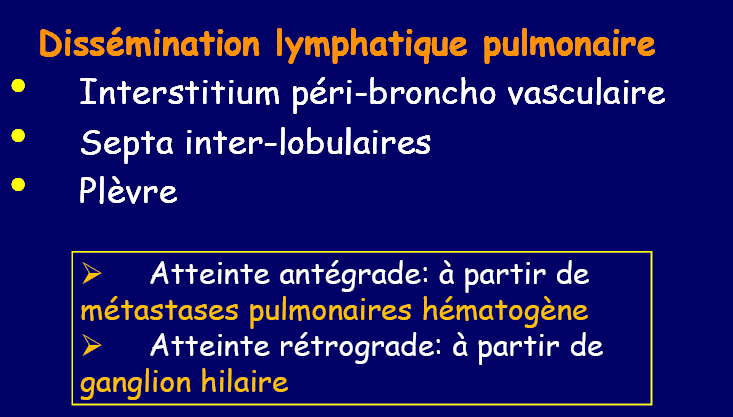 Dissémination lymphatique pulmonaire
• Interstitium péri-broncho vasculaire
• Septa inter-lobulaires
• Plèvre
➢ Atteinte antégrade: à partir de
métastases pulmonaires hématogène
➢ Atteinte rétrograde: à partir de
ganglion hilaire